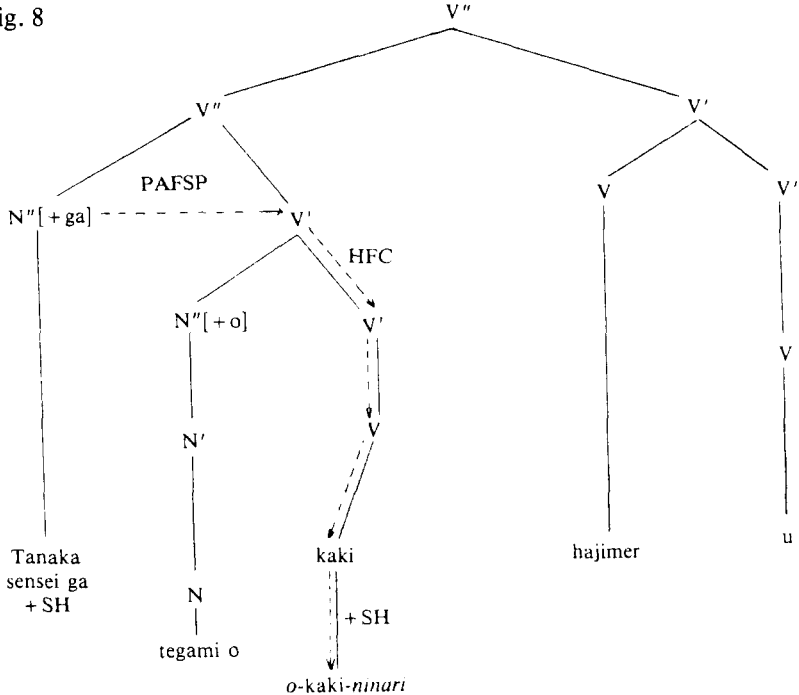 ig. 8
V"
V"
V'
PAFSP
N"[+ga]
V'
V
V'
HFC
N"[+o]
V'
V
N'
V
Tanaka
sensei ga
+SH
kaki
hajimer
u
N
+SH
tegami o
o-kaki-ninari